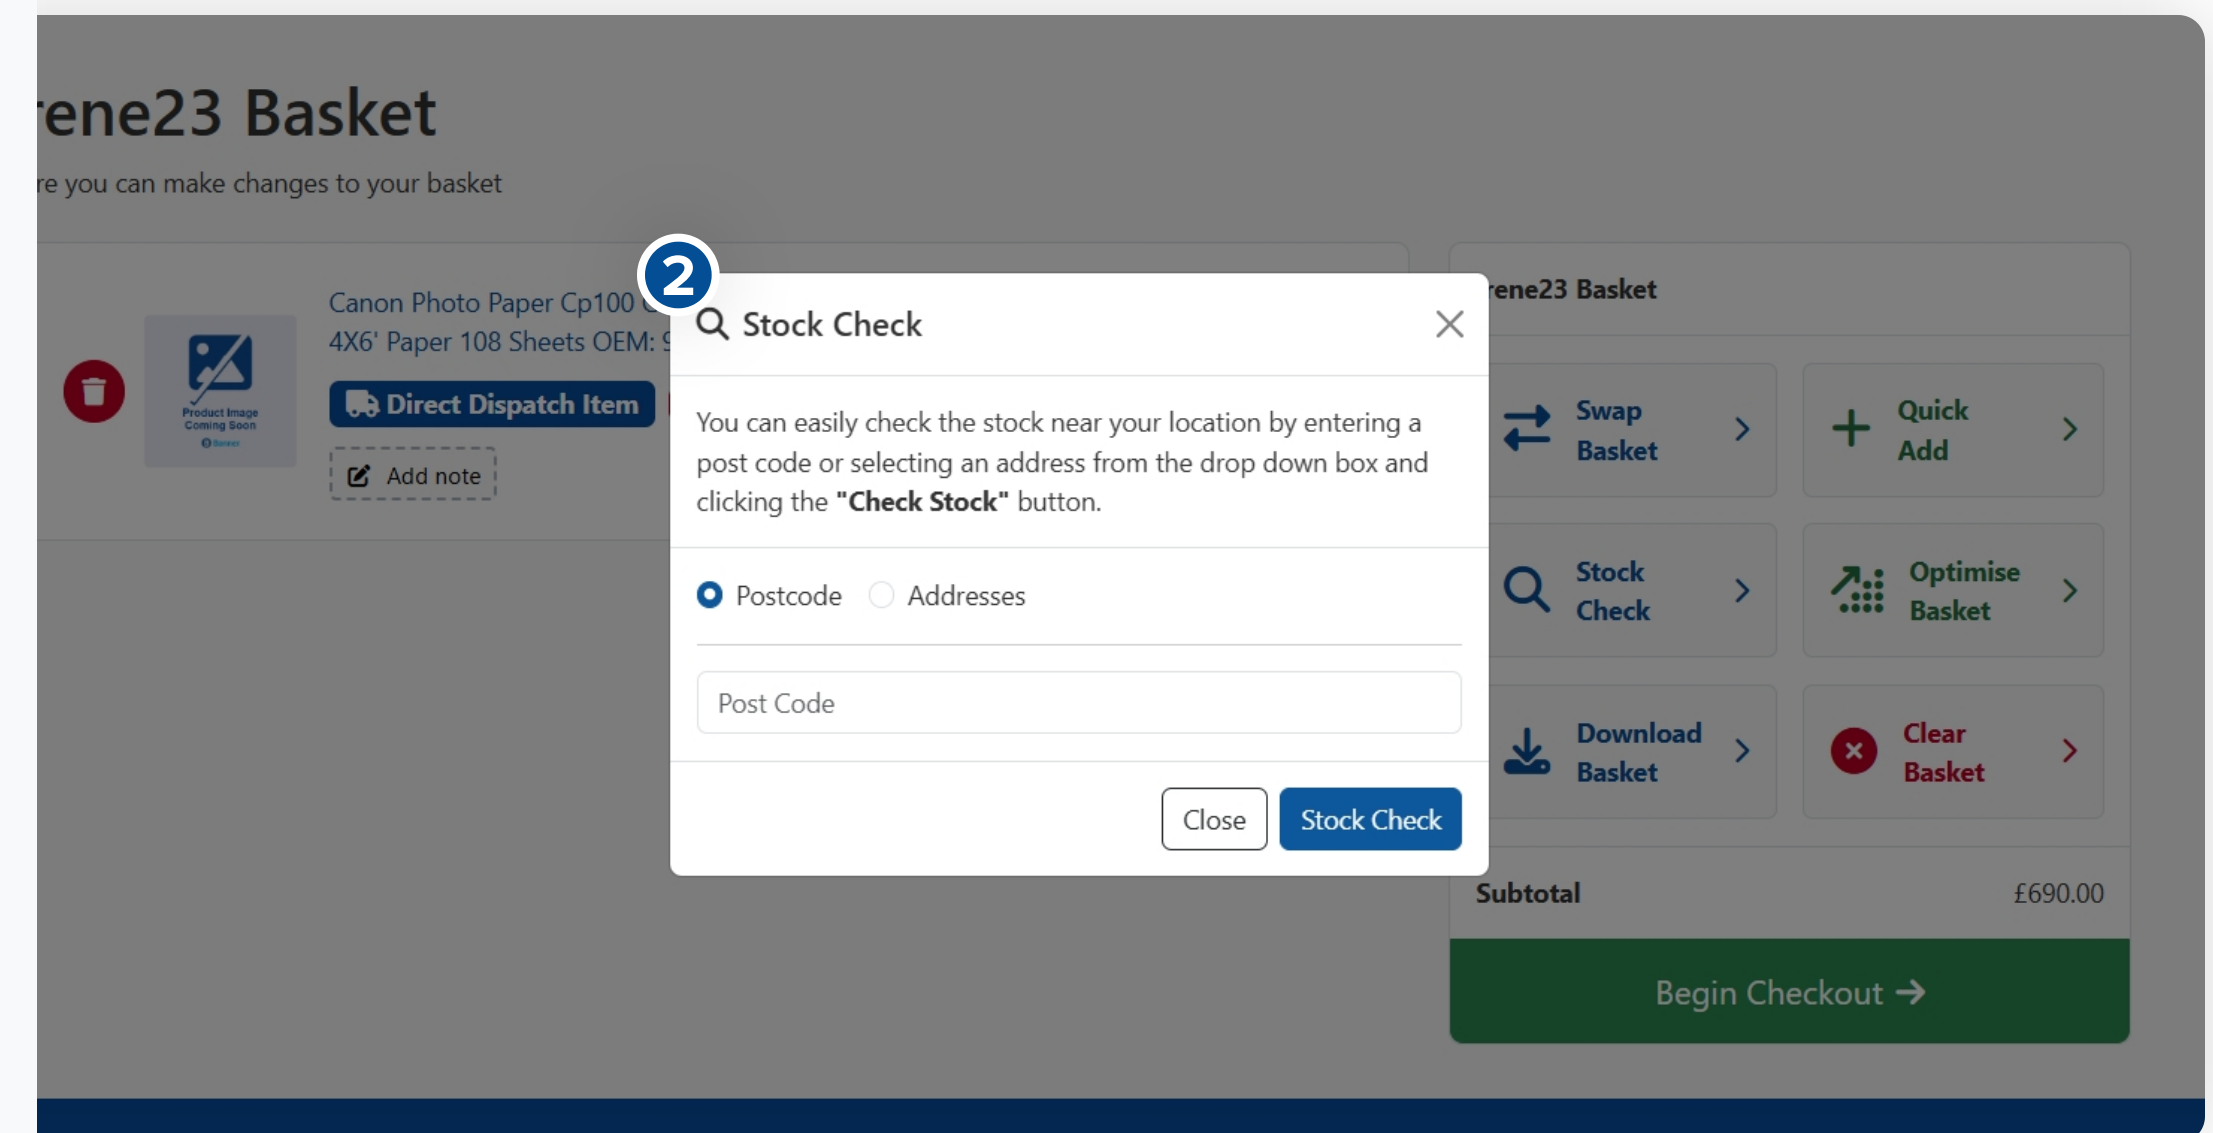 rene23 Basket
re you can make changes to your basket
2
Canon Photo Paper Cp100
4X6' Paper 108 Sheets OEM:
Product Image
Coming Soon
Banner
Direct Dispatch Item
Add note
Stock Check
You can easily check the stock near your location by entering a
post code or selecting an address from the drop down box and
clicking the "Check Stock" button.
Postcode Addresses
Post Code
Close Stock Check
rene23 Basket
Swap
Basket
Quick
Add
Stock
Check
Optimise
Basket
Download
Basket
Clear
Basket
Subtotal £690.00
Begin Checkout